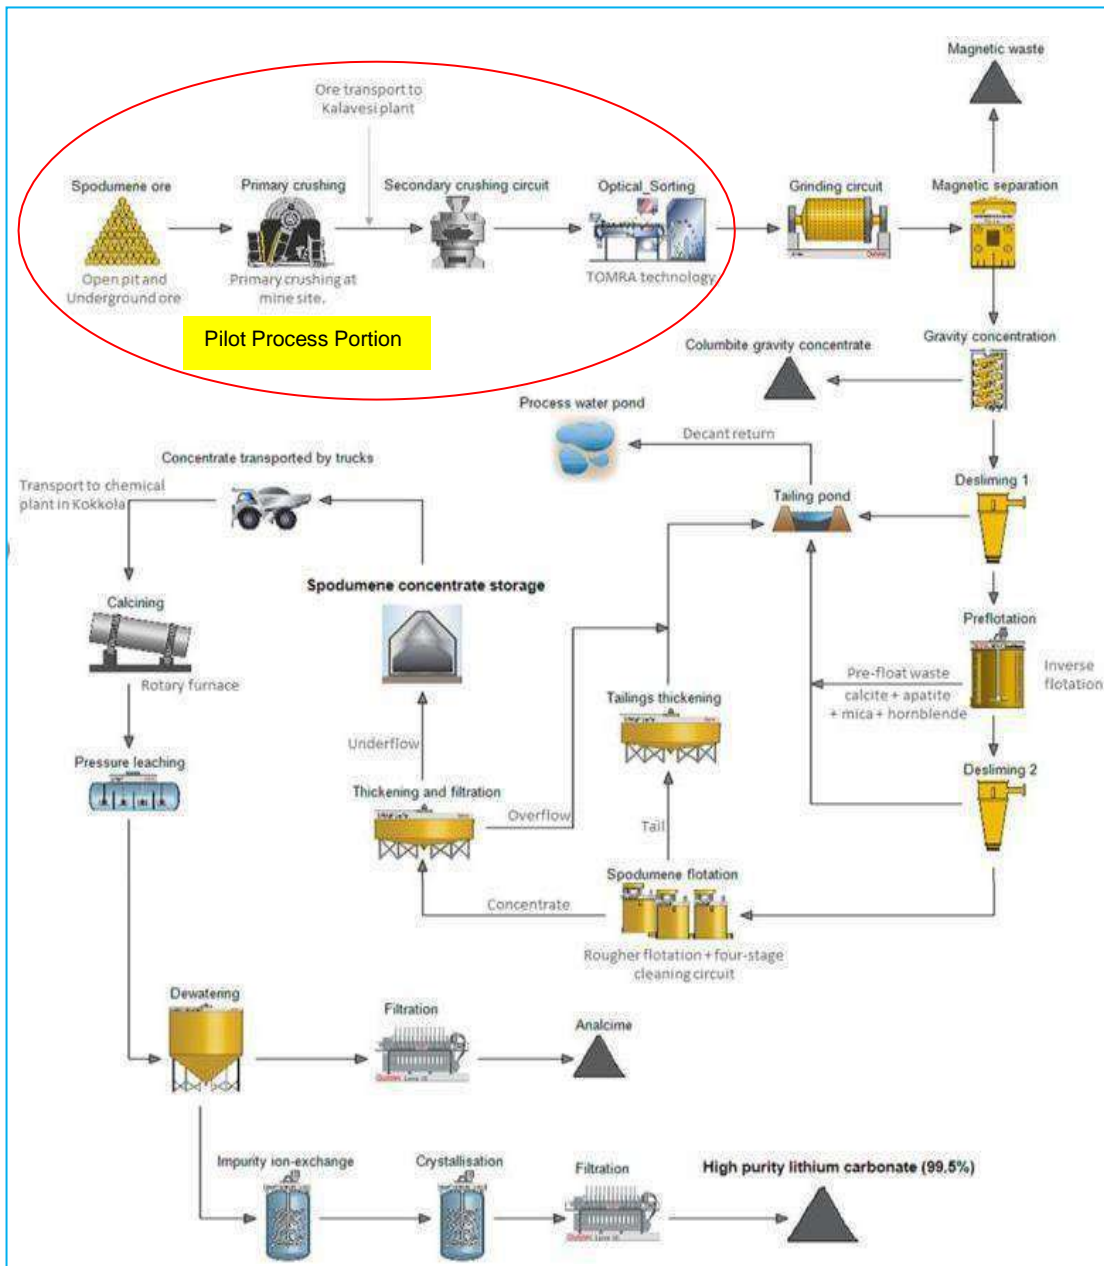 Magnetic waste
Ore transport to
Kalavesi plant
Spodumene ore
Primary crushing
Secondary crushing circuit
Optical_Sorting
Grinding circuit
Magnetic separation
Open pit and
Underground ore
Primary crushing at
mine site.
TOMRA technology
Pilot Process Portion
Columbite gravity concentrate
Gravity concentration
Process water pond
Decant return
Concentrate transported by trucks
Transport to chemical
plant in Kokkola
Tailing pond
Desliming 1
Spodumene concentrate storage
Calcining
Preflotation
Rotary furnace
Pre-float waste
calcite + apatite
+ mica + hornblende
Inverse
flotation
Tailings thickening
Underflow
Pressure leaching
Desliming 2
Thickening and filtration
Overflow
Tail
Spodumene flotation
Concentrate
Rougher flotation + four-stage
cleaning circuit
Dewatering
Filtration
Analcime
Impurity ion-exchange
Crystallisation
Filtration
High purity lithium carbonate (99.5%)